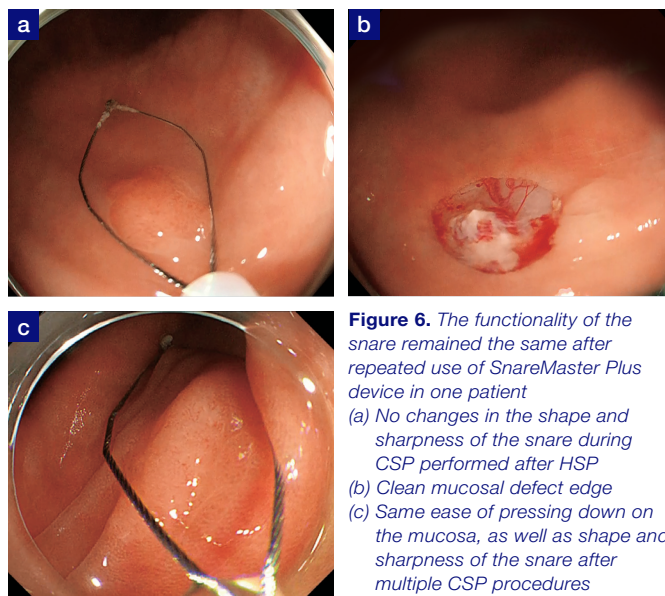 a
b
c
Figure 6. The functionality of the
snare remained the same after
repeated use of SnareMaster Plus
device in one patient
(a) No changes in the shape and
sharpness of the snare during
CSP performed after HSP
(b) Clean mucosal defect edge
(c) Same ease of pressing down on
the mucosa, as well as shape and
sharpness of the snare after
multiple CSP procedures